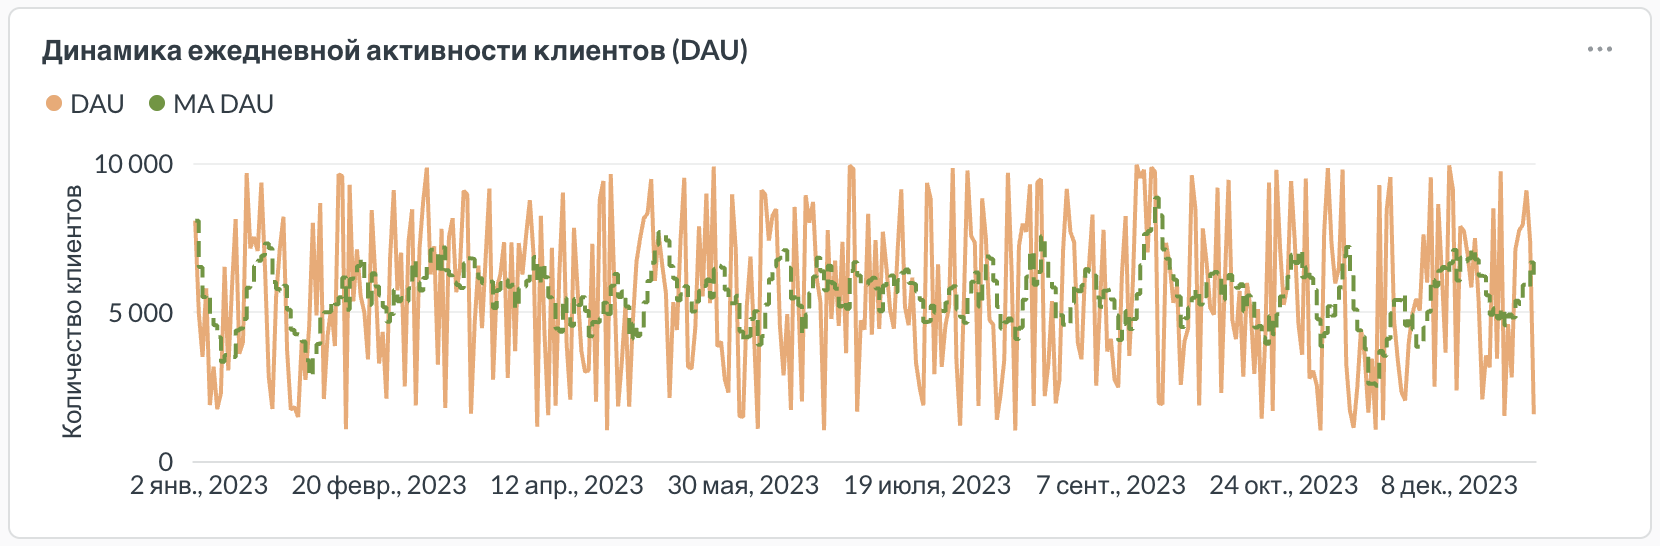 Динамика ежедневной активности клиентов (DAU)
DAU MA DAU
Количество клиентов
10 000
5 000
0
2 янв., 2023 20 февр., 2023 12 апр., 2023 30 мая, 2023 19 июля, 2023 7 сент., 2023 24 окт., 2023 8 дек., 2023